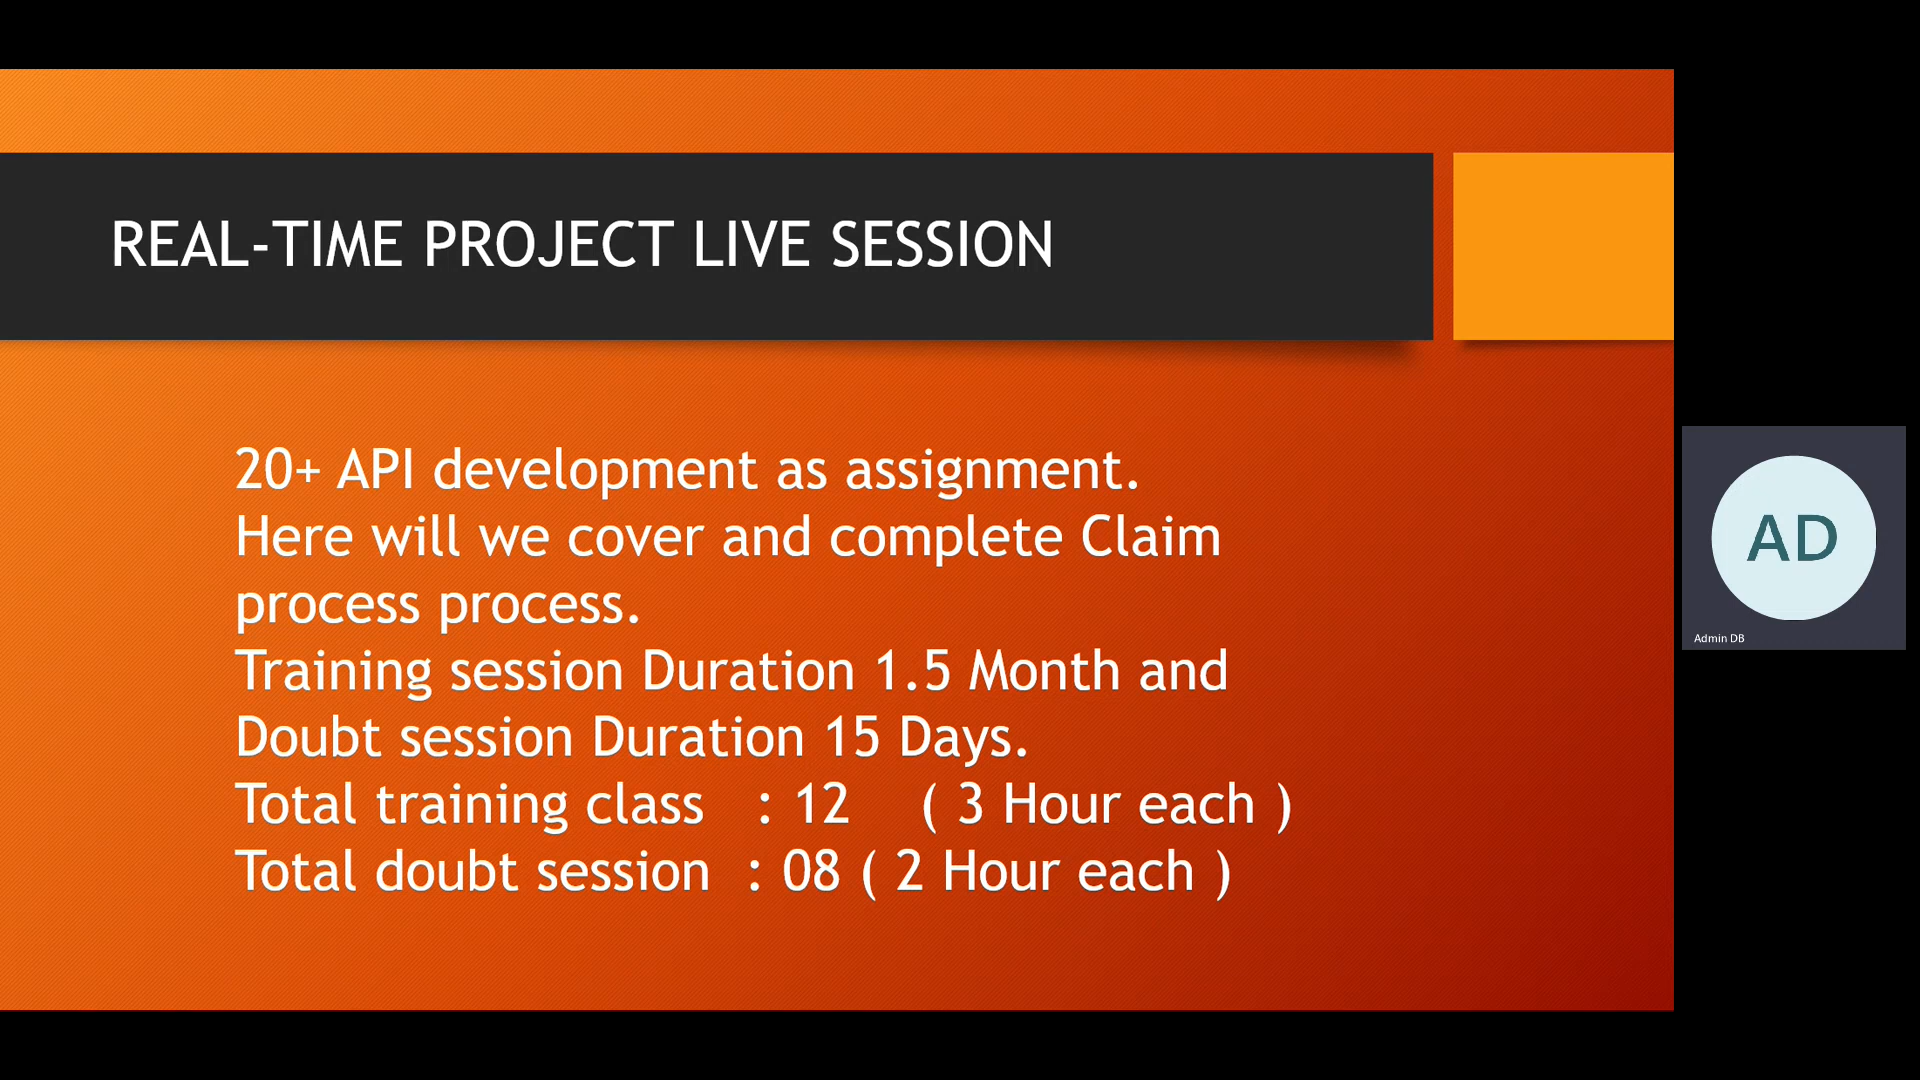 REAL-TIME PROJECT LIVE SESSION
20+ API development as assignment.
Here will we cover and complete Claim
process process.
Training session Duration 1.5 Month and
Doubt session Duration 15 Days.
Total training class : 12 ( 3 Hour each )
Total doubt session : 08 ( 2 Hour each )
AD
Admin DB